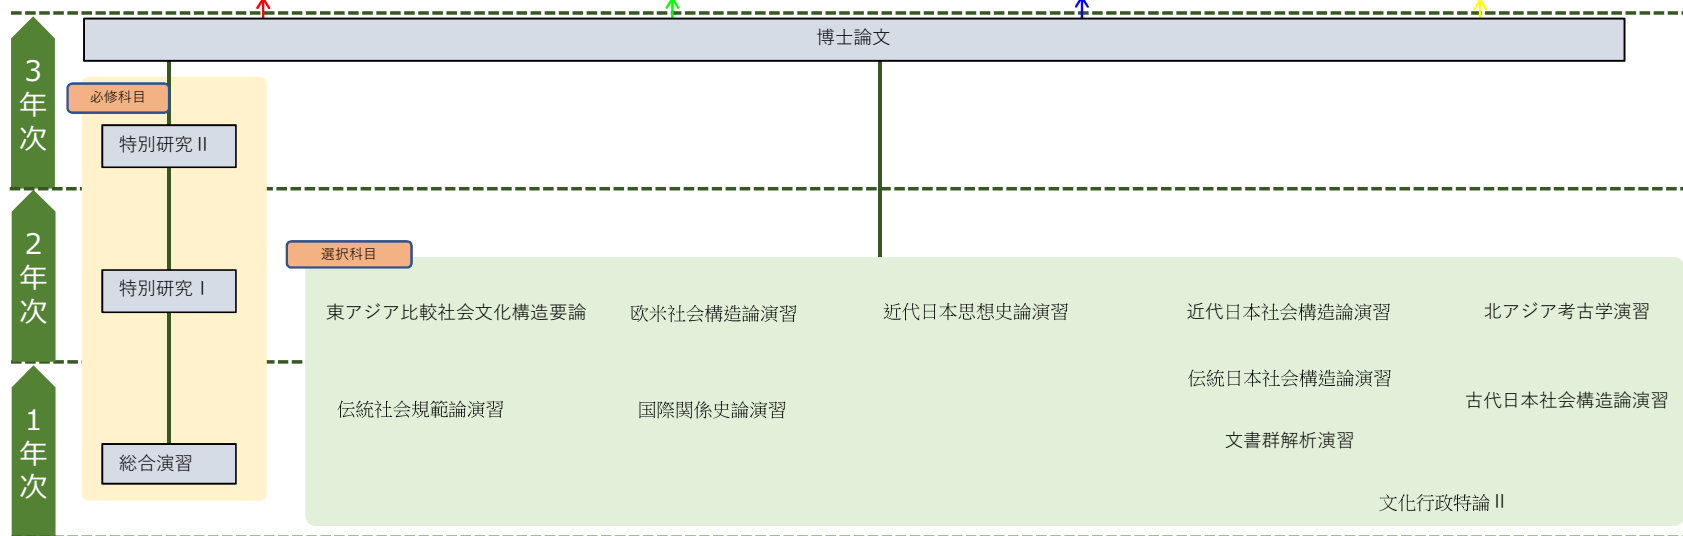 博士論文
3年次
必修科目
特別研究Ⅱ
2年次
選択科目
特別研究Ⅰ
東アジア比較社会文化構造要論
欧米社会構造論演習
近代日本思想史論演習
近代日本社会構造論演習
北アジア考古学演習
伝統日本社会構造論演習
古代日本社会構造論演習
伝統社会規範論演習
国際関係史論演習
文書群解析演習
1年次
総合演習
文化行政特論Ⅱ